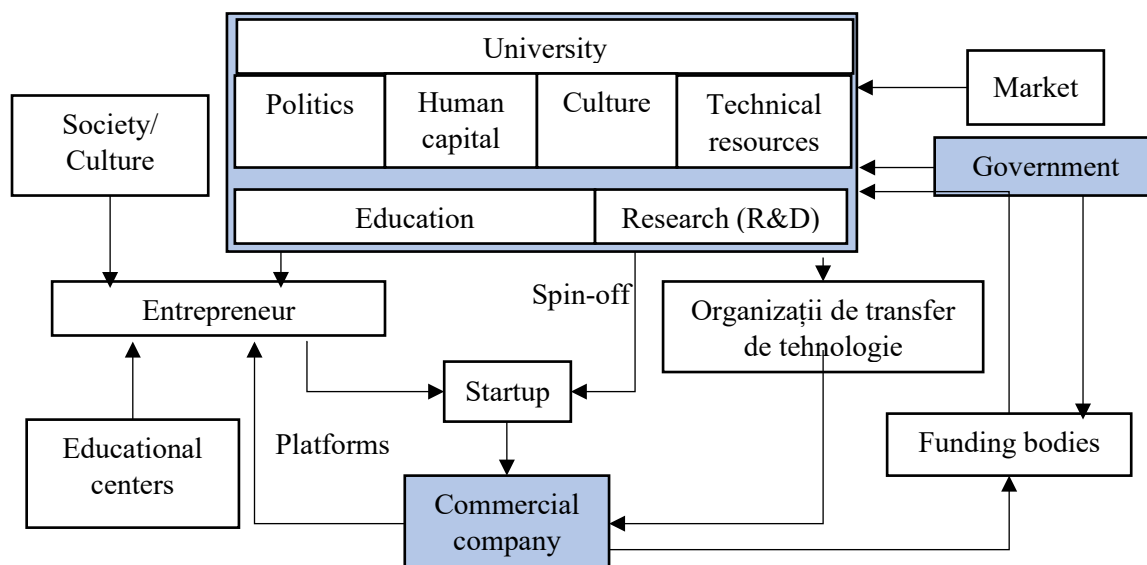 University
Politics
Human
capital
Culture
Technical
resources
Market
Society/
Culture
Government
Education
Research (R&D)
Spin-off
Entrepreneur
Organizații de transfer
de tehnologie
Startup
Platforms
Educational
centers
Funding bodies
Commercial
company